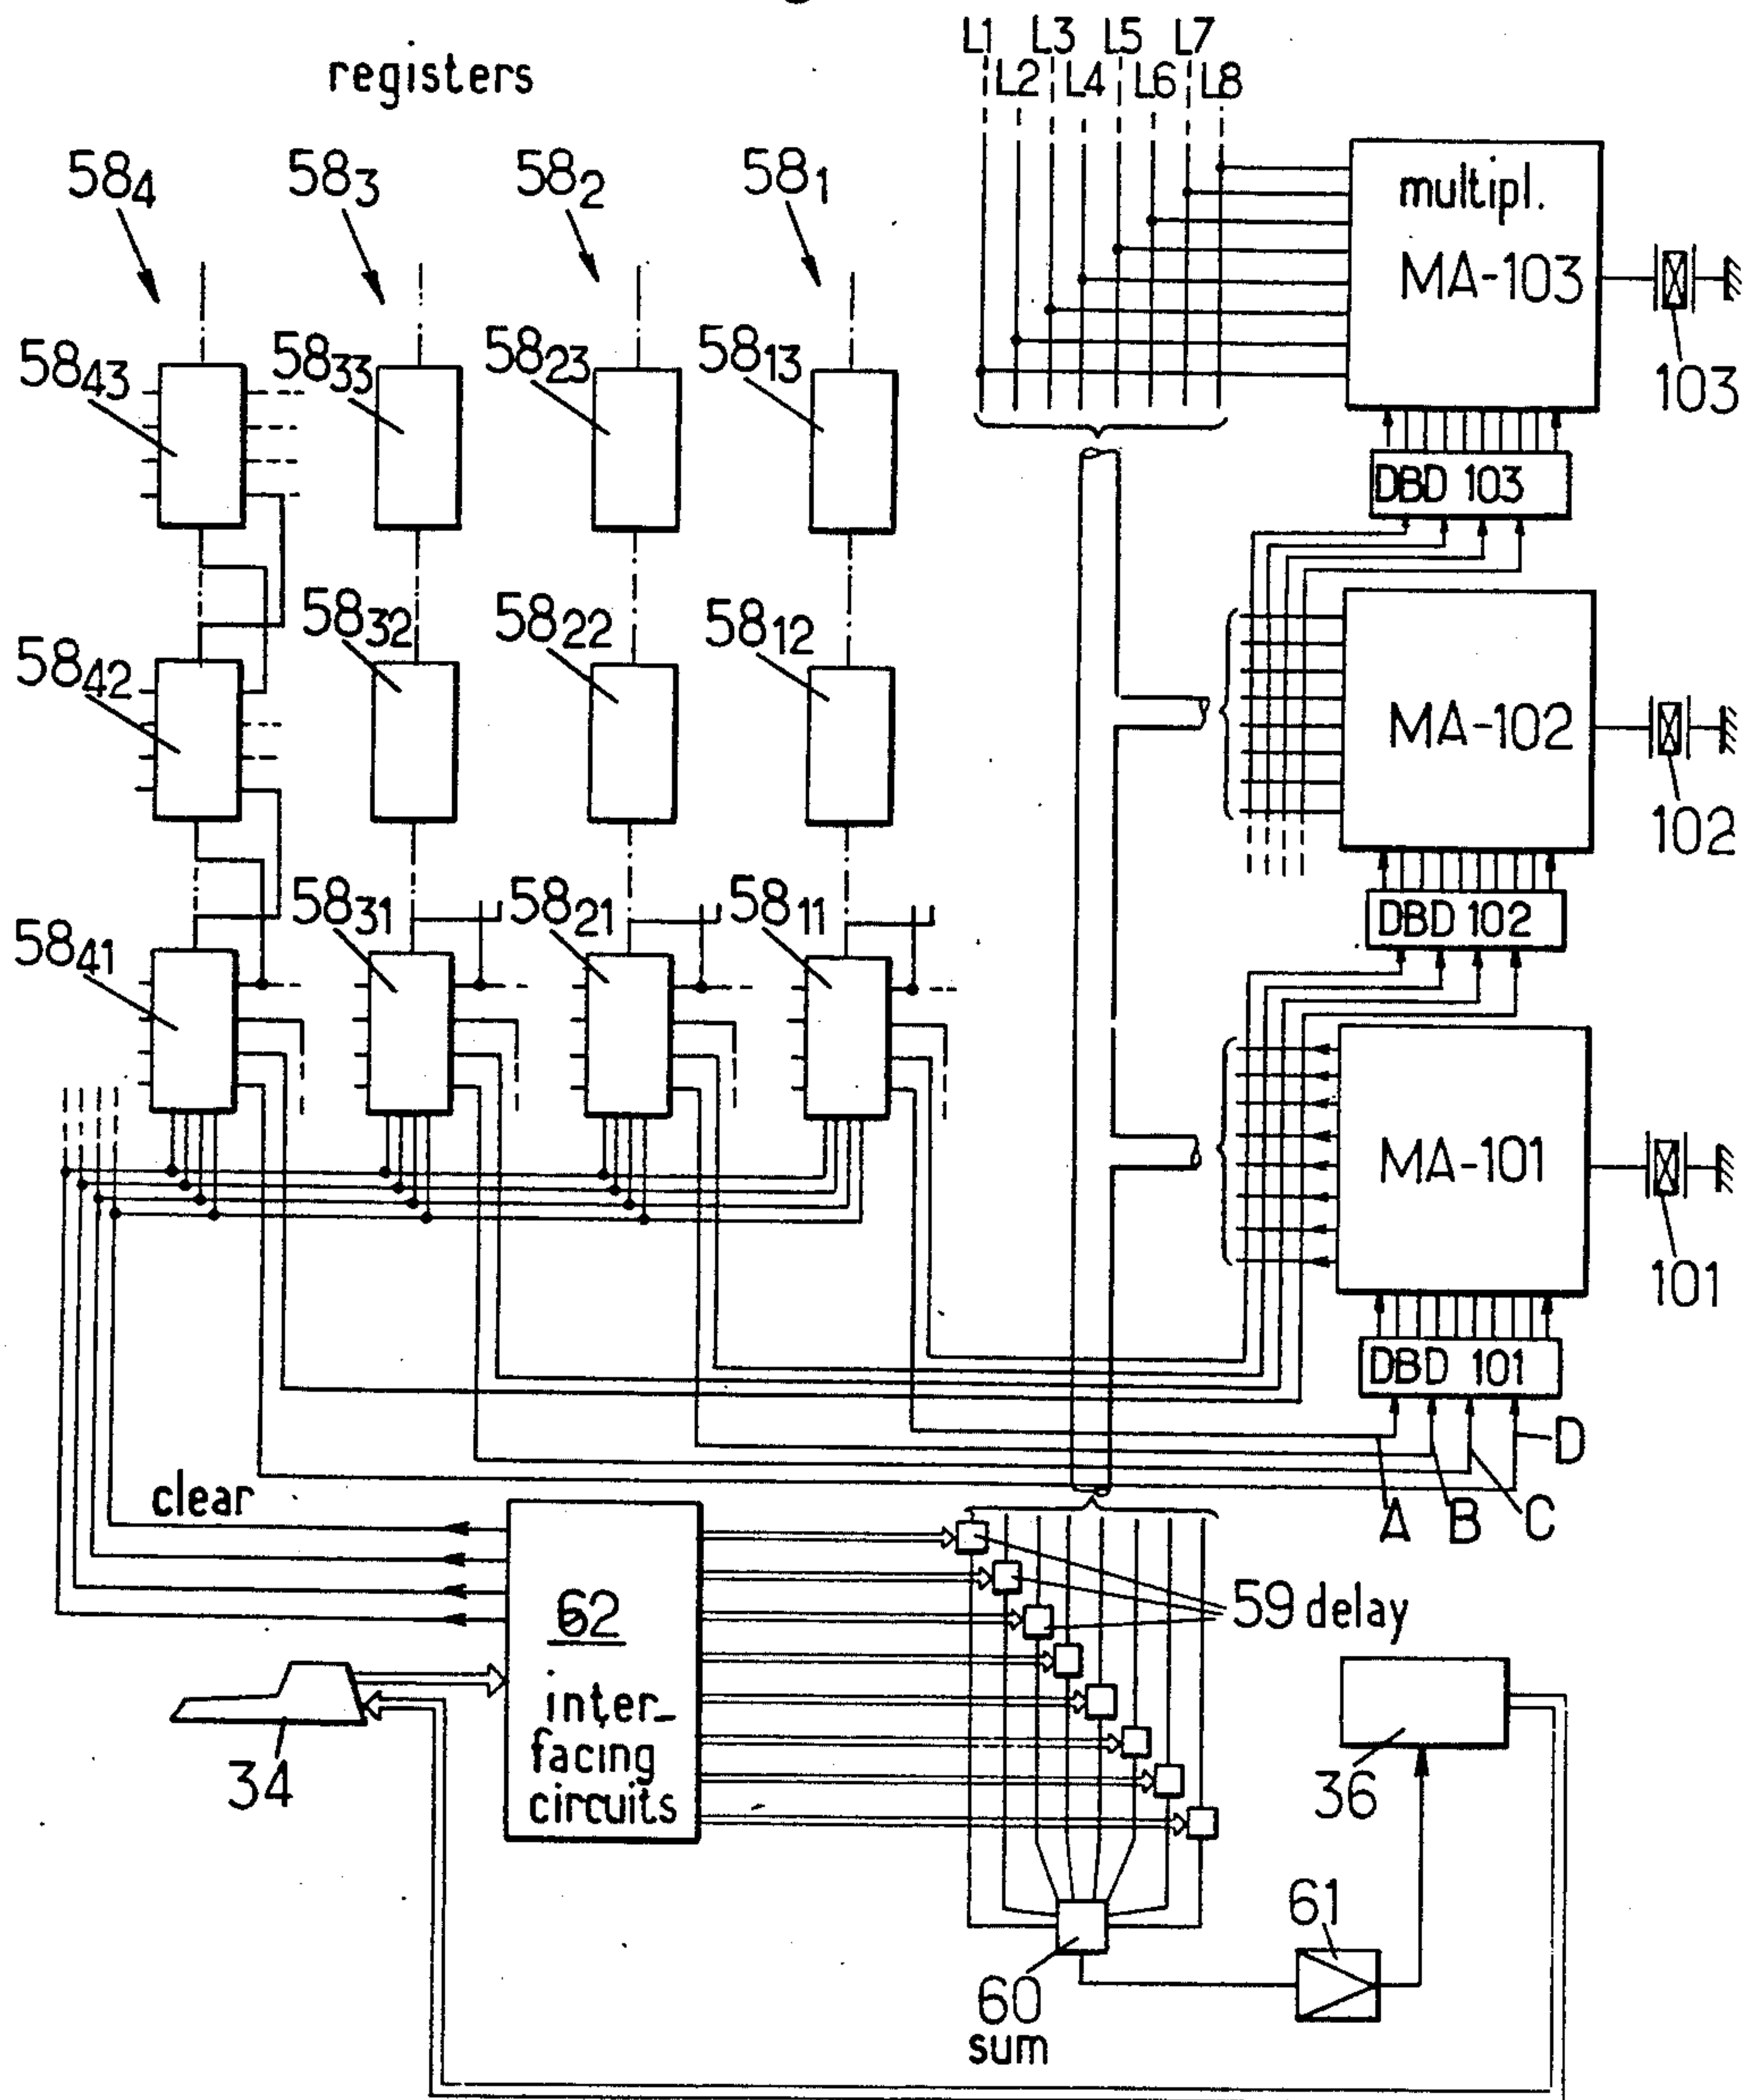 registers
L1 L3 L5 L7
L2 L4 L6 L8
58₄ 58₃ 58₂ 58₁
multipl.
MA-103
103
58₄₃ 58₃₃ 58₂₃ 58₁₃
DBD 103
58₄₂ 58₃₂ 58₂₂ 58₁₂
MA-102
102
DBD 102
58₄₁ 58₃₁ 58₂₁ 58₁₁
MA-101
101
DBD 101
A B C D
clear
62
inter-
facing
circuits
59 delay
34
36
61
60
sum